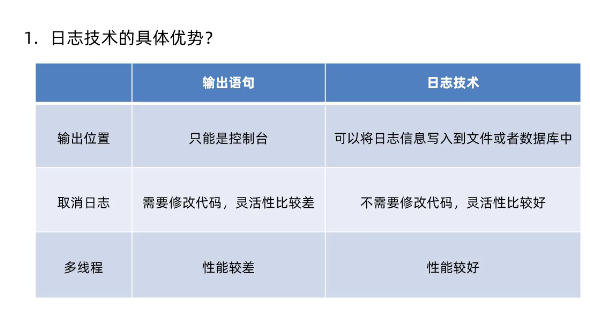 1. 日志技术的具体优势？
输出语句 日志技术
输出位置 只能是控制台 可以将日志信息写入到文件或者数据库中
取消日志 需要修改代码，灵活性比较差 不需要修改代码，灵活性比较好
多线程 性能较差 性能较好